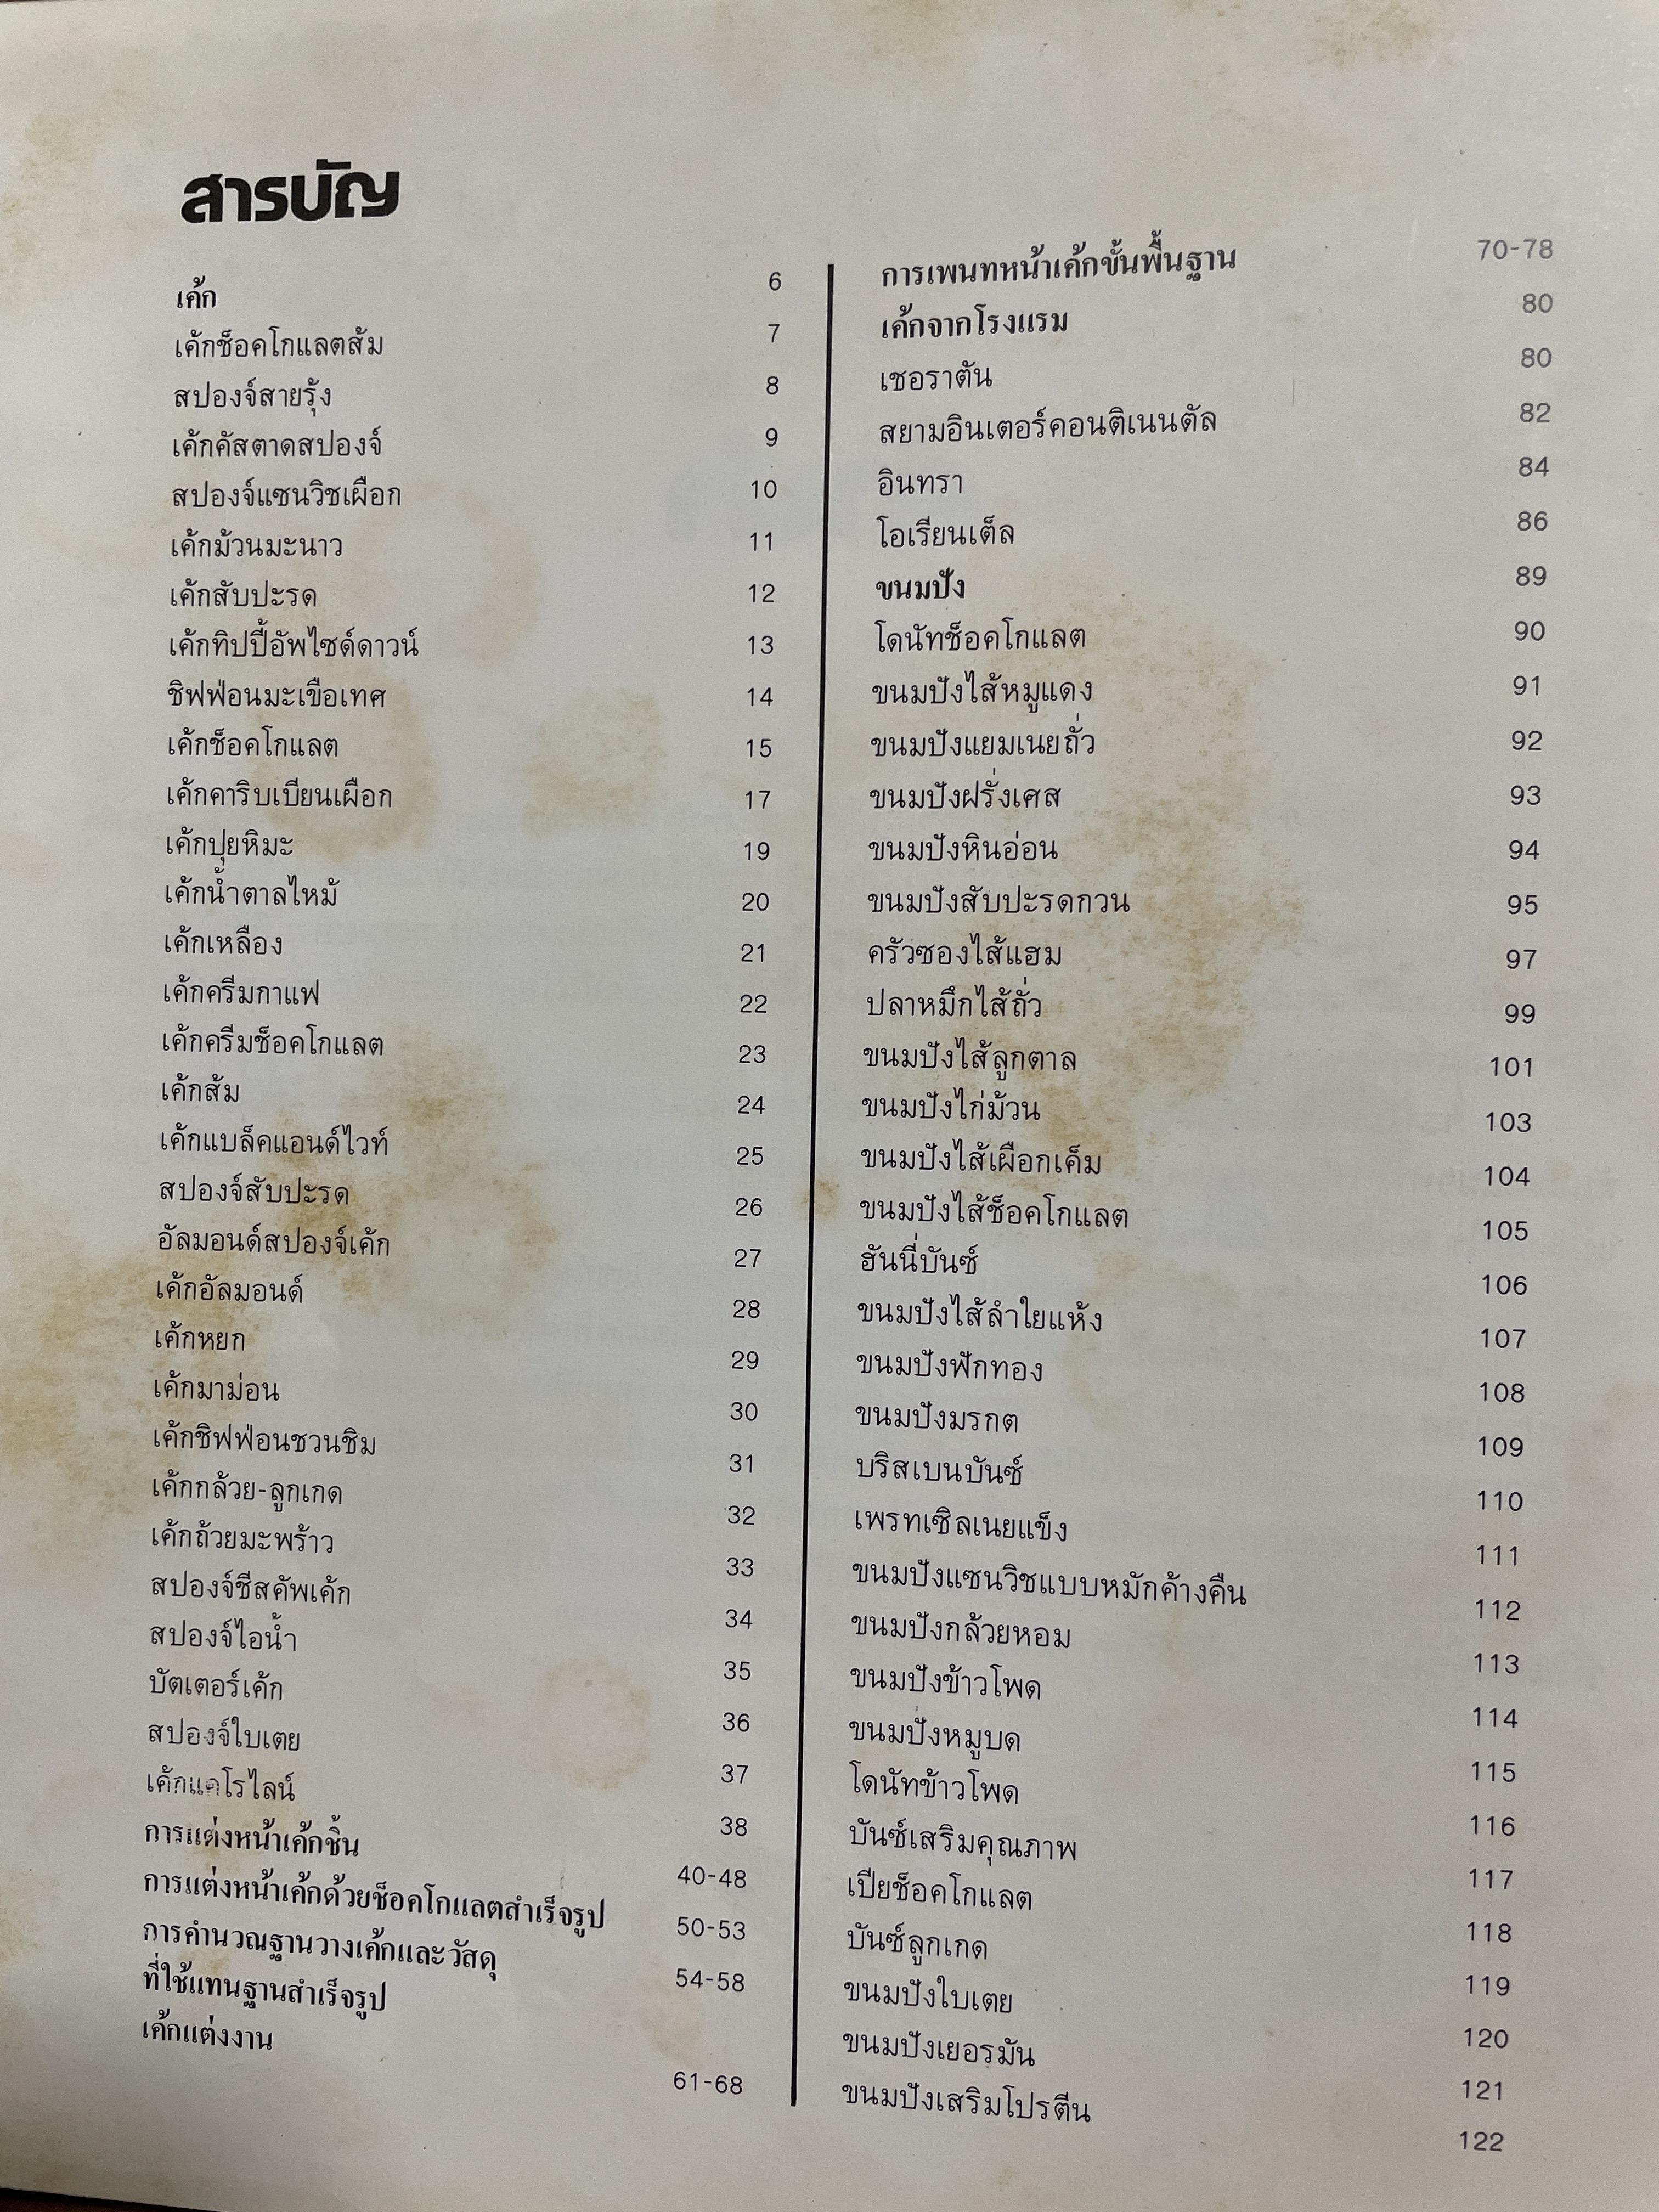 สารบัญ
เค้ก 6
เค้กช็อคโกแลตส้ม 7
สปองจ์สายรุ้ง 8
เค้กคัสตาดสปองจ์ 9
สปองจ์แซนวิชเผือก 10
เค้กม้วนมะนาว 11
เค้กสับปะรด 12
เค้กทิปปี้อัพไซด์ดาวน์ 13
ชิฟฟ่อนมะเขือเทศ 14
เค้กช็อคโกแลต 15
เค้กคาริบเบียนเผือก 17
เค้กปุยหิมะ 19
เค้กน้ำตาลไหม้ 20
เค้กเหลือง 21
เค้กครีมกาแฟ 22
เค้กครีมช็อคโกแลต 23
เค้กส้ม 24
เค้กแบล็คแอนด์ไวท์ 25
สปองจ์สับปะรด 26
อัลมอนด์สปองจ์เค้ก 27
เค้กอัลมอนด์ 28
เค้กหยก 29
เค้กมาม่อน 30
เค้กชิฟฟ่อนชวนชิม 31
เค้กกล้วย-ลูกเกด 32
เค้กถ้วยมะพร้าว 33
สปองจ์ชีสคัพเค้ก 34
สปองจ์ไอน้ำ 35
บัตเตอร์เค้ก 36
สปองจ์ใบเตย 37
เค้กแคโรไลน์ 38
การแต่งหน้าเค้กชิ้น 40-48
การแต่งหน้าเค้กด้วยช็อคโกแลตสำเร็จรูป 50-53
การคำนวณฐานวางเค้กและวัสดุ 54-58
ที่ใช้แทนฐานสำเร็จรูป
เค้กแต่งงาน 61-68
การเพนทหน้าเค้กขั้นพื้นฐาน 70-78
เค้กจากโรงแรม 80
เชอราตัน 80
สยามอินเตอร์คอนติเนนตัล 82
อินทรา 84
โอเรียนเต็ล 86
ขนมปัง 89
โดนัทช็อคโกแลต 90
ขนมปังไส้หมูแดง 91
ขนมปังแยมเนยถั่ว 92
ขนมปังฝรั่งเศส 93
ขนมปังหินอ่อน 94
ขนมปังสับปะรดกวน 95
ครัวซองไส้แฮม 97
ปลาหมึกไส้ถั่ว 99
ขนมปังไส้ลูกตาล 101
ขนมปังไก่ม้วน 103
ขนมปังไส้เผือกเค็ม 104
ขนมปังไส้ช็อคโกแลต 105
ฮันนี่บันซ์ 106
ขนมปังไส้ลำใยแห้ง 107
ขนมปังฟักทอง 108
ขนมปังมรกต 109
บริสเบนบันซ์ 110
เพรทเซิลเนยแข็ง 111
ขนมปังแซนวิชแบบหมักค้างคืน 112
ขนมปังกล้วยหอม 113
ขนมปังข้าวโพด 114
ขนมปังหมูบด 115
โดนัทข้าวโพด 116
บันซ์เสริมคุณภาพ 117
เปียช็อคโกแลต 118
บันซ์ลูกเกด 119
ขนมปังใบเตย 120
ขนมปังเยอรมัน 121
ขนมปังเสริมโปรตีน 122